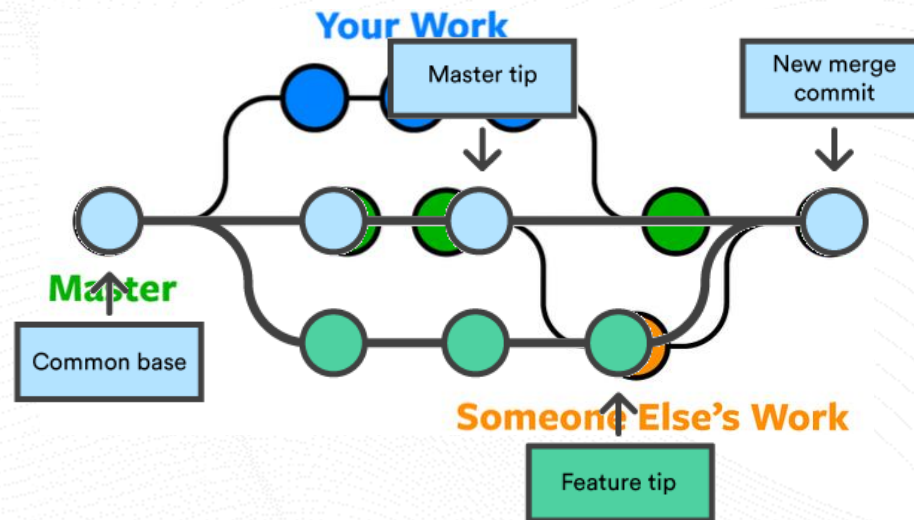 Your Work
Master tip
New merge
commit
Master
Common base
Someone Else's Work
Feature tip